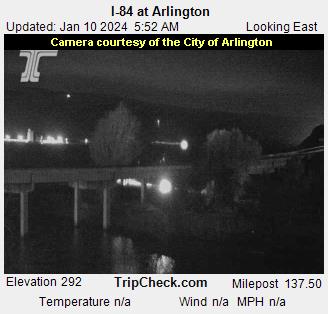 I-84 at Arlington
Updated: Jan 10 2024 5:52 AM Looking East
Camera courtesy of the City of Arlington
Elevation 292 TripCheck.com Milepost 137.50
Temperature n/a Wind n/a MPH n/a